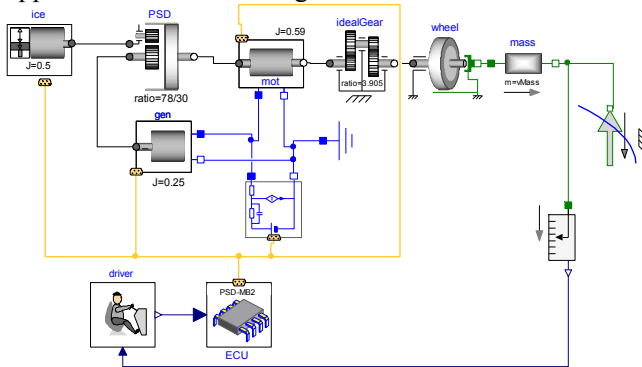 ice
PSD
J=0.59
idealGear
wheel
mass
J=0.5
mot
ratio=3.905
m=vMass
ratio=78/30
gen
J=0.25
driver
PSD-MB2
ECU